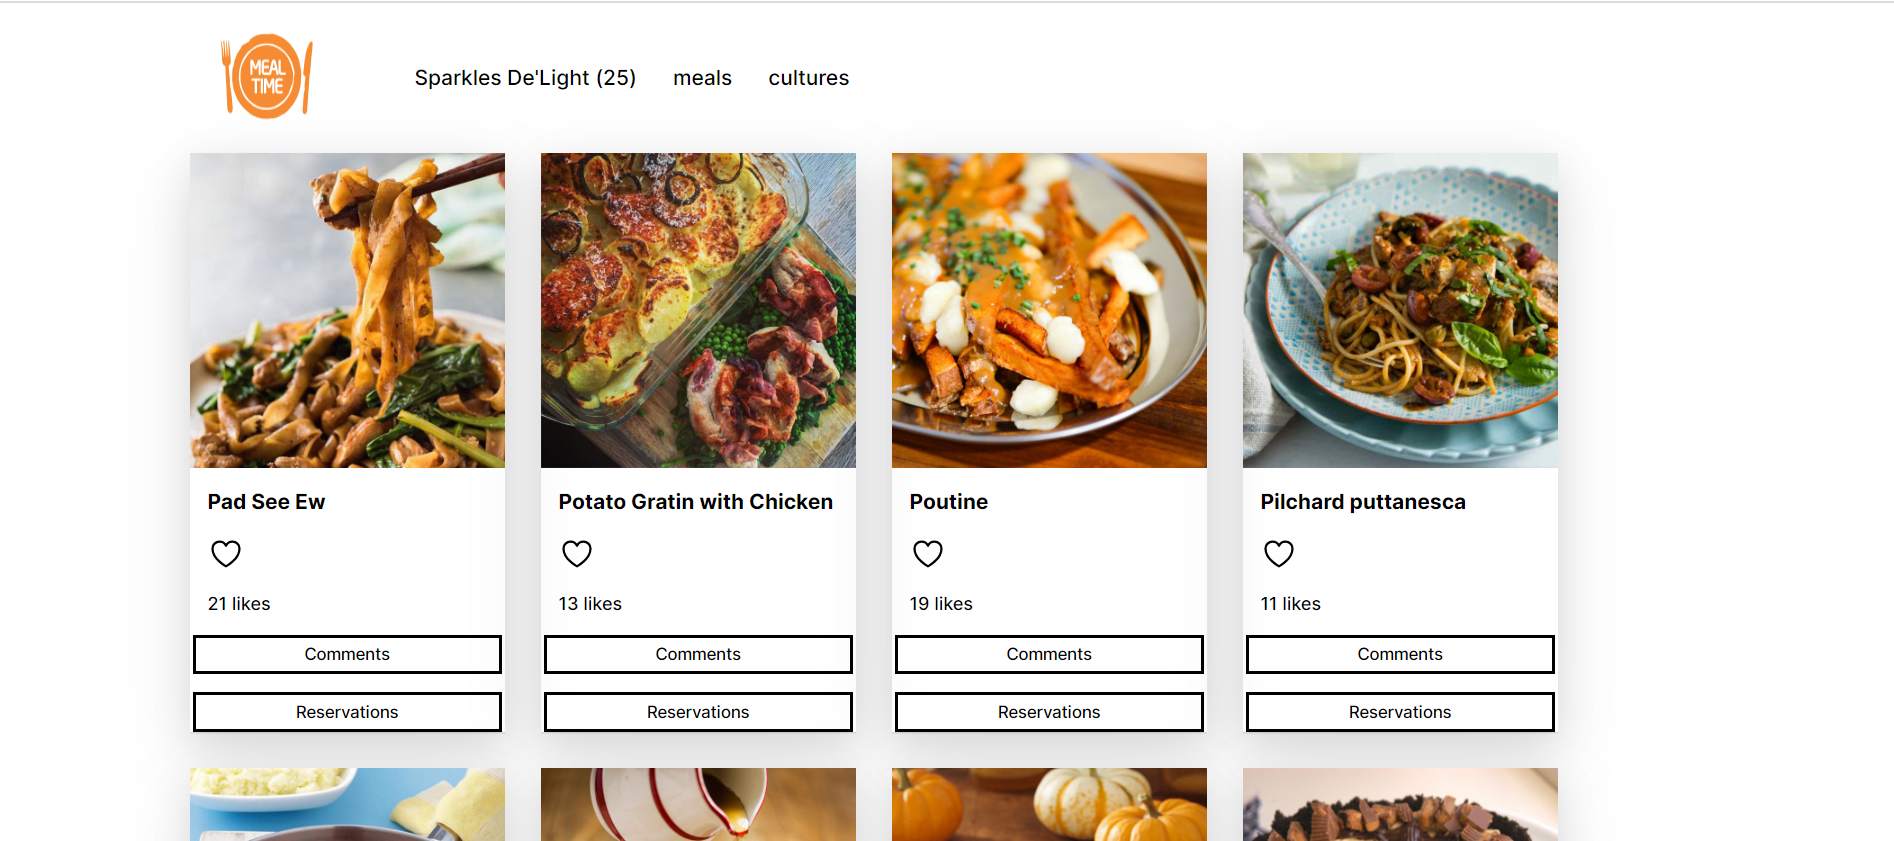 MEAL
TIME
Sparkles De'Light (25) meals cultures
Pad See Ew
21 likes
Comments
Reservations
Potato Gratin with Chicken
13 likes
Comments
Reservations
Poutine
19 likes
Comments
Reservations
Pilchard puttanesca
11 likes
Comments
Reservations